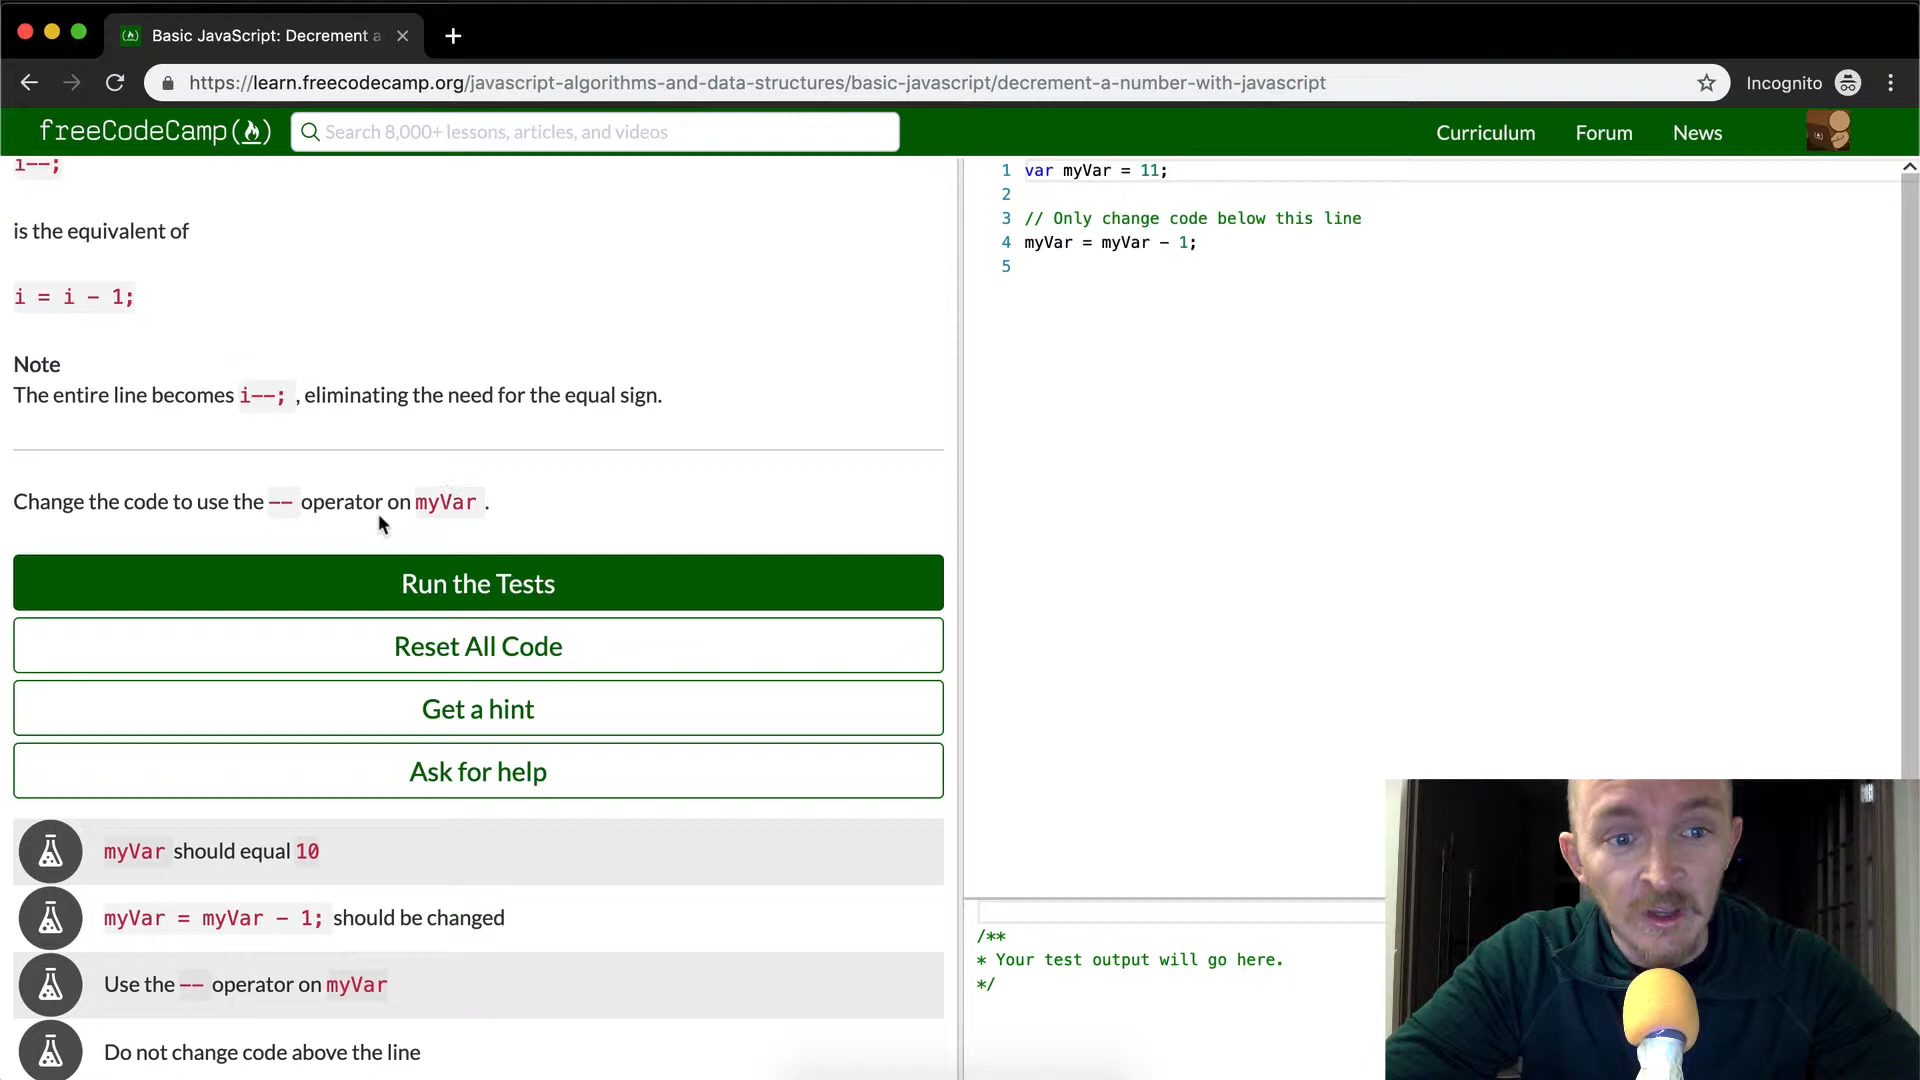 Basic JavaScript: Decrement a
https://learn.freecodecamp.org/javascript-algorithms-and-data-structures/basic-javascript/decrement-a-number-with-javascript
Incognito
freeCodeCamp
Search 8,000+ lessons, articles, and videos
Curriculum
Forum
News
i--;
is the equivalent of
i = i - 1;
Note
The entire line becomes i--; , eliminating the need for the equal sign.
Change the code to use the -- operator on myVar .
Run the Tests
Reset All Code
Get a hint
Ask for help
myVar should equal 10
myVar = myVar - 1; should be changed
Use the -- operator on myVar
Do not change code above the line
1 var myVar = 11;
2
3 // Only change code below this line
4 myVar = myVar - 1;
5
/**
* Your test output will go here.
*/